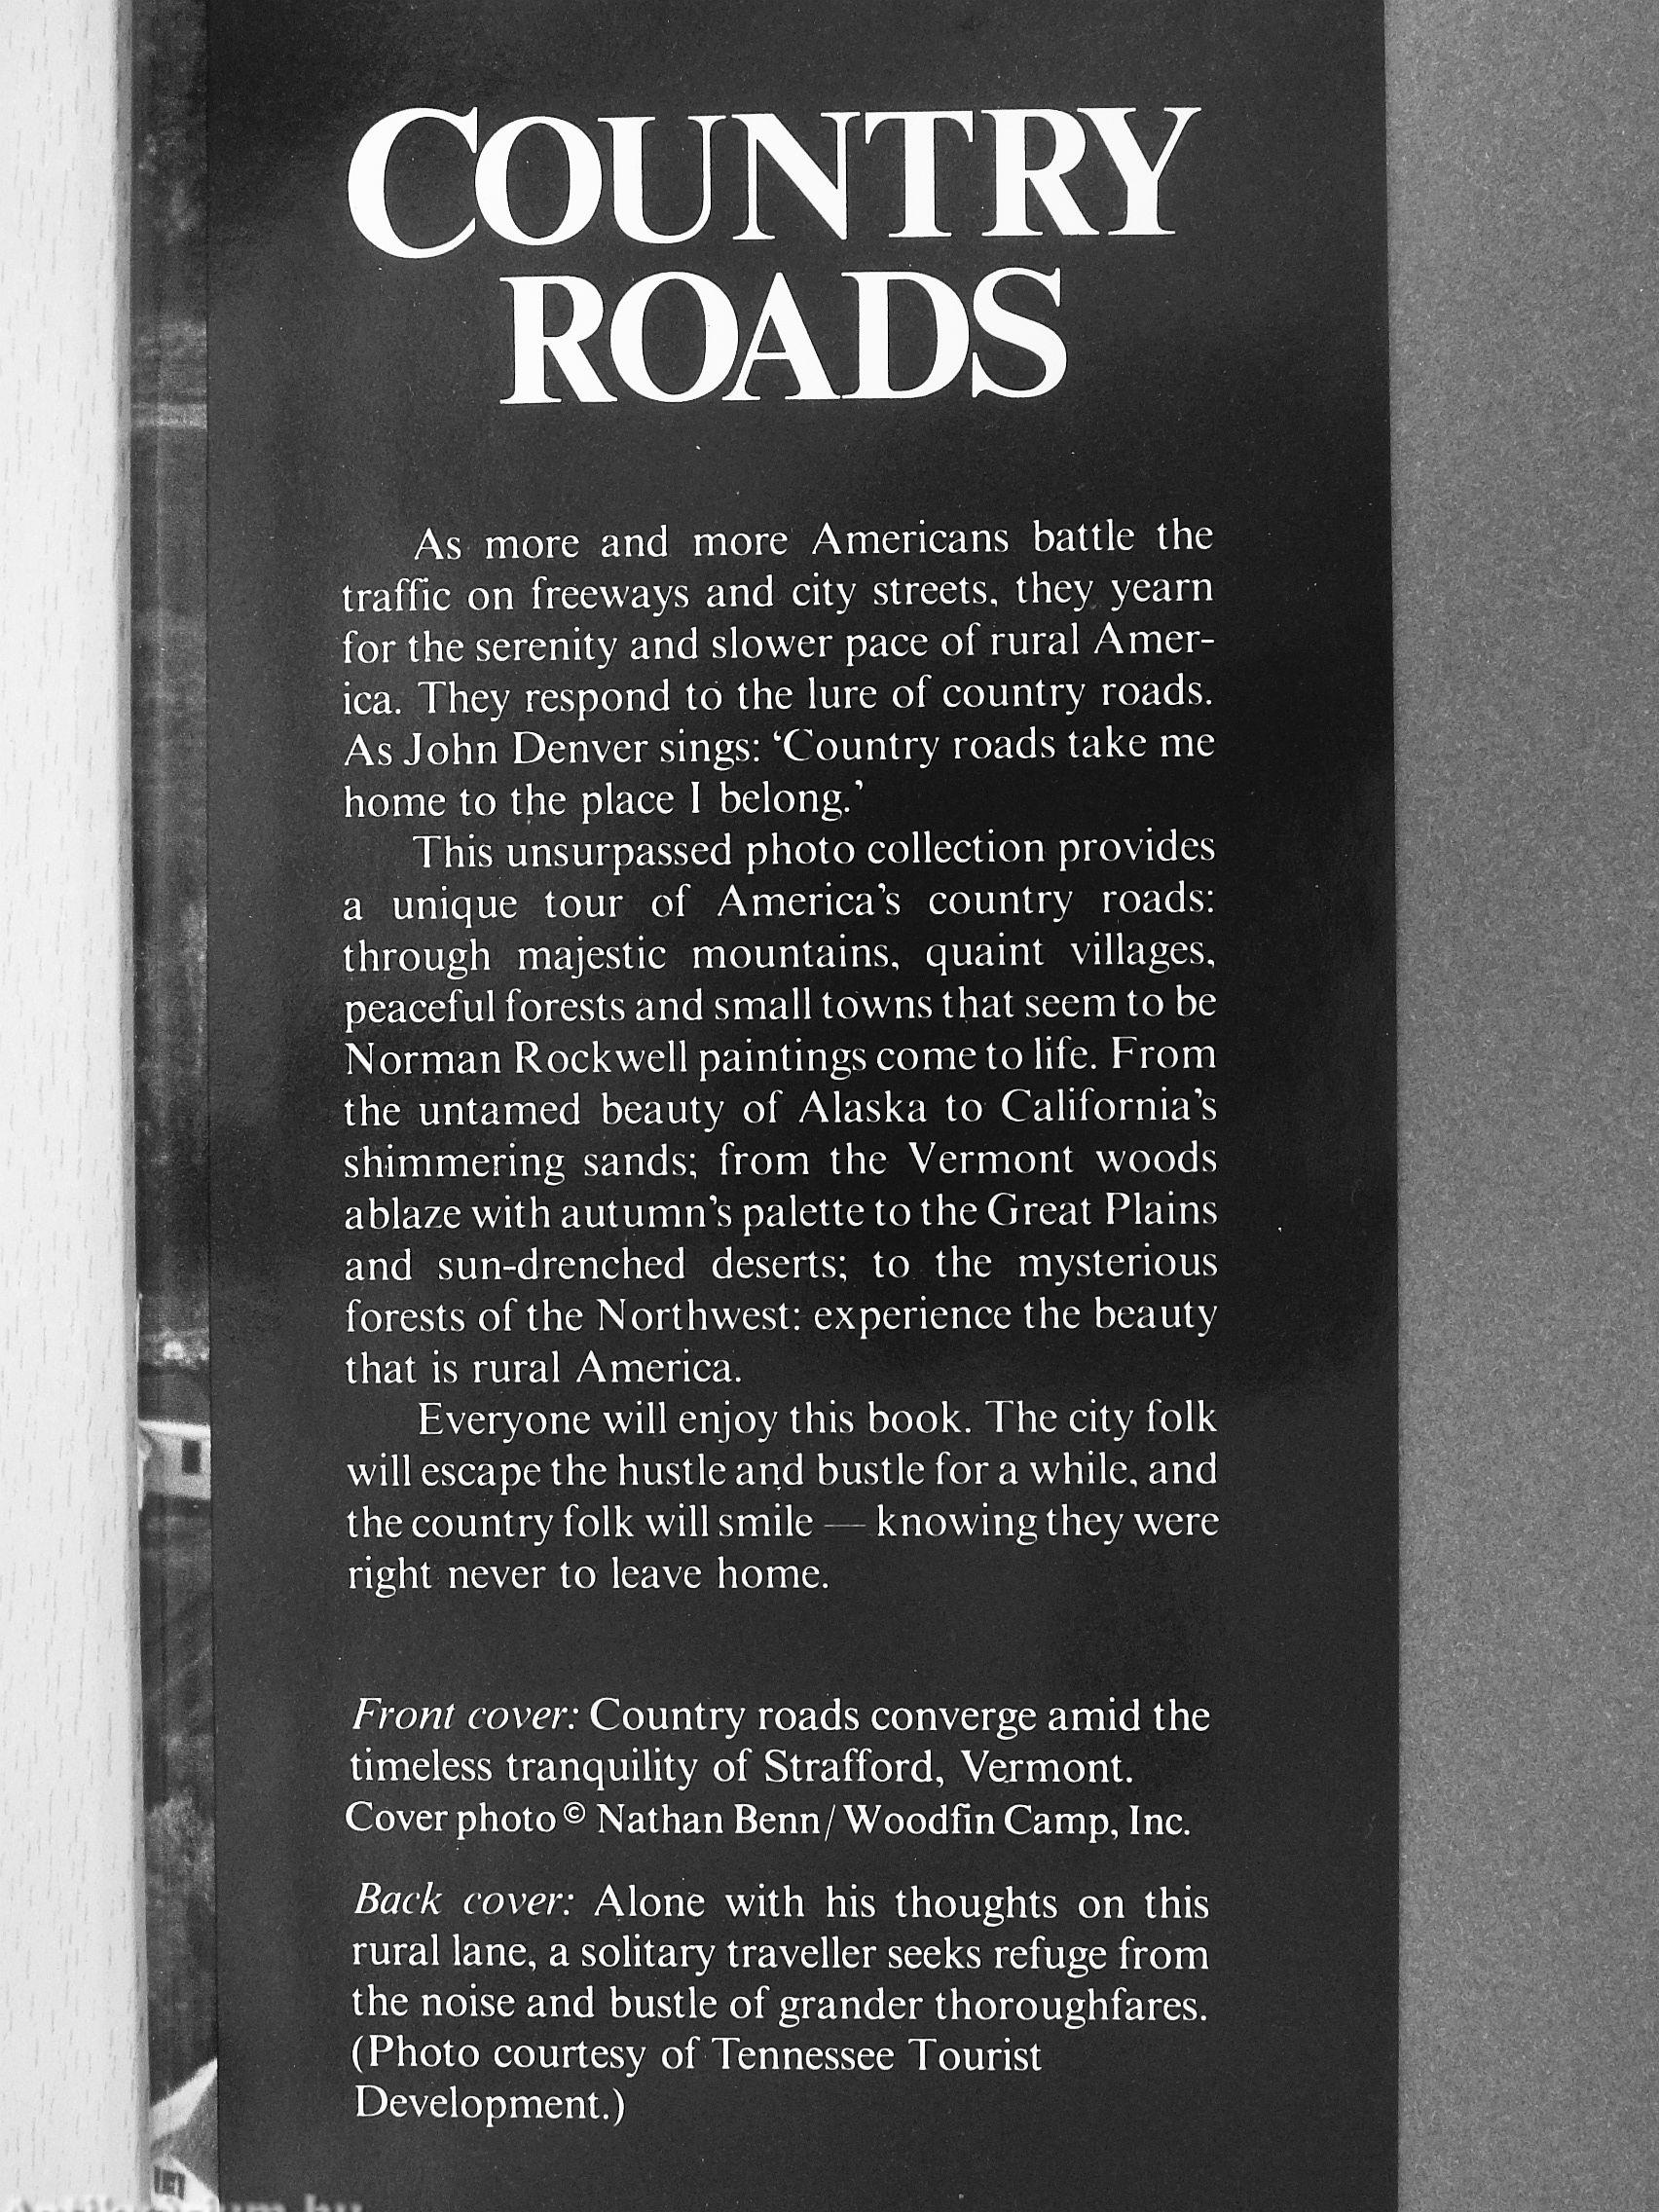 COUNTRY
ROADS
As more and more Americans battle the
traffic on freeways and city streets, they yearn
for the serenity and slower pace of rural Amer-
ica. They respond to the lure of country roads.
As John Denver sings: ‘Country roads take me
home to the place I belong.’
This unsurpassed photo collection provides
a unique tour of America’s country roads:
through majestic mountains, quaint villages,
peaceful forests and small towns that seem to be
Norman Rockwell paintings come to life. From
the untamed beauty of Alaska to California’s
shimmering sands; from the Vermont woods
ablaze with autumn’s palette to the Great Plains
and sun-drenched deserts; to the mysterious
forests of the Northwest: experience the beauty
that is rural America.
Everyone will enjoy this book. The city folk
will escape the hustle and bustle for a while, and
the country folk will smile — knowing they were
right never to leave home.
Front cover: Country roads converge amid the
timeless tranquility of Strafford, Vermont.
Cover photo © Nathan Benn/Woodfin Camp, Inc.
Back cover: Alone with his thoughts on this
rural lane, a solitary traveller seeks refuge from
the noise and bustle of grander thoroughfares.
(Photo courtesy of Tennessee Tourist
Development.)